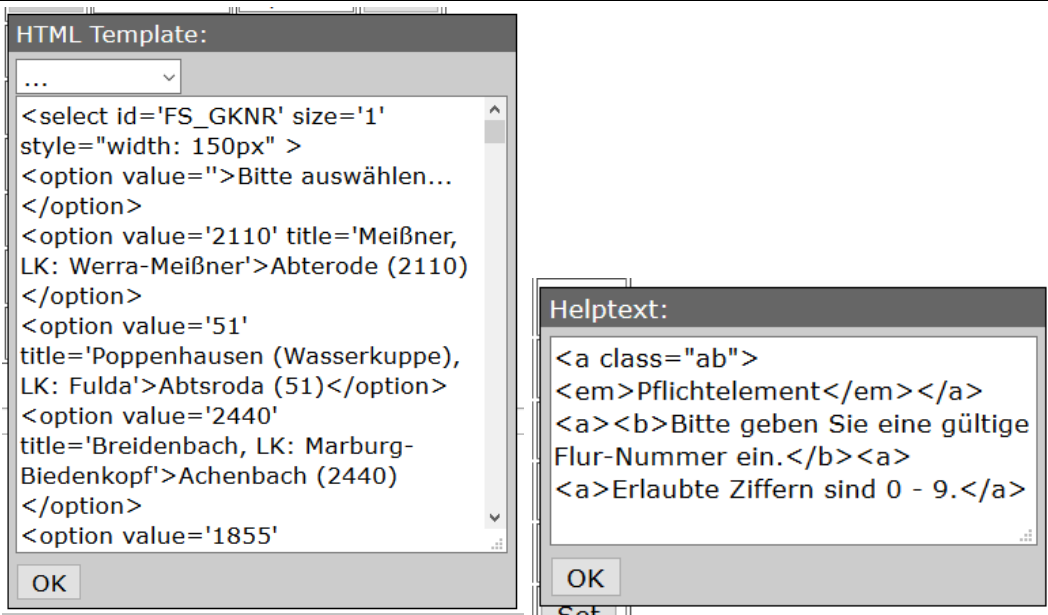 HTML Template:
...
<select id='FS_GKNR' size='1'
style="width: 150px" >
<option value=''>Bitte auswählen...
</option>
<option value='2110' title='Meißner,
LK: Werra-Meißner'>Abterode (2110)
</option>
<option value='51'
title='Poppenhausen (Wasserkuppe),
LK: Fulda'>Abtsroda (51)</option>
<option value='2440'
title='Breidenbach, LK: Marburg-
Biedenkopf'>Achenbach (2440)
</option>
<option value='1855'
OK
Helptext:
<a class="ab">
<em>Pflichtelement</em></a>
<a><b>Bitte geben Sie eine gültige
Flur-Nummer ein.</b><a>
<a>Erlaubte Ziffern sind 0 - 9.</a>
OK